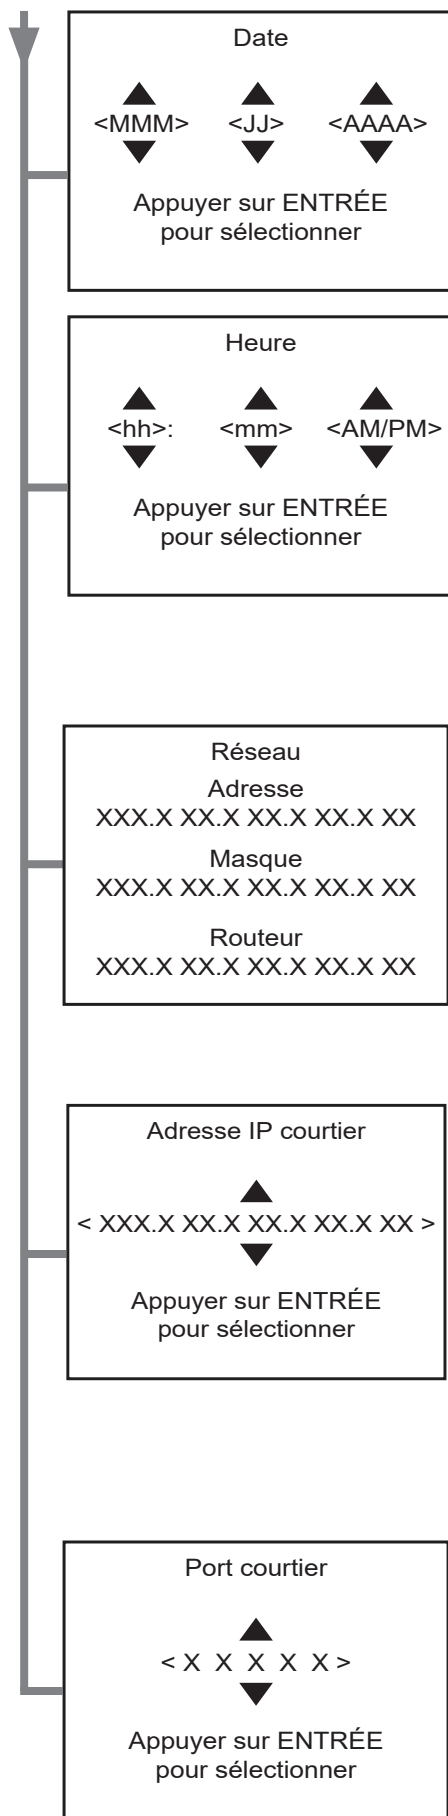 Date
<MMM> <JJ> <AAAA>
Appuyer sur ENTRÉE
pour sélectionner
Heure
<hh>: <mm> <AM/PM>
Appuyer sur ENTRÉE
pour sélectionner
Réseau
Adresse
XXX.X XX.X XX.X XX.X XX
Masque
XXX.X XX.X XX.X XX.X XX
Routeur
XXX.X XX.X XX.X XX.X XX
Adresse IP courtier
< XXX.X XX.X XX.X XX.X XX >
Appuyer sur ENTRÉE
pour sélectionner
Port courtier
< X X X X X >
Appuyer sur ENTRÉE
pour sélectionner